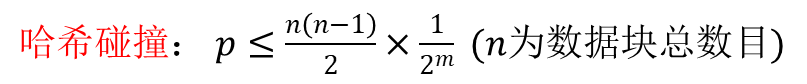 哈希碰撞： p ≤ n(n−1)/2 × 1/2^m (n为数据块总数目)